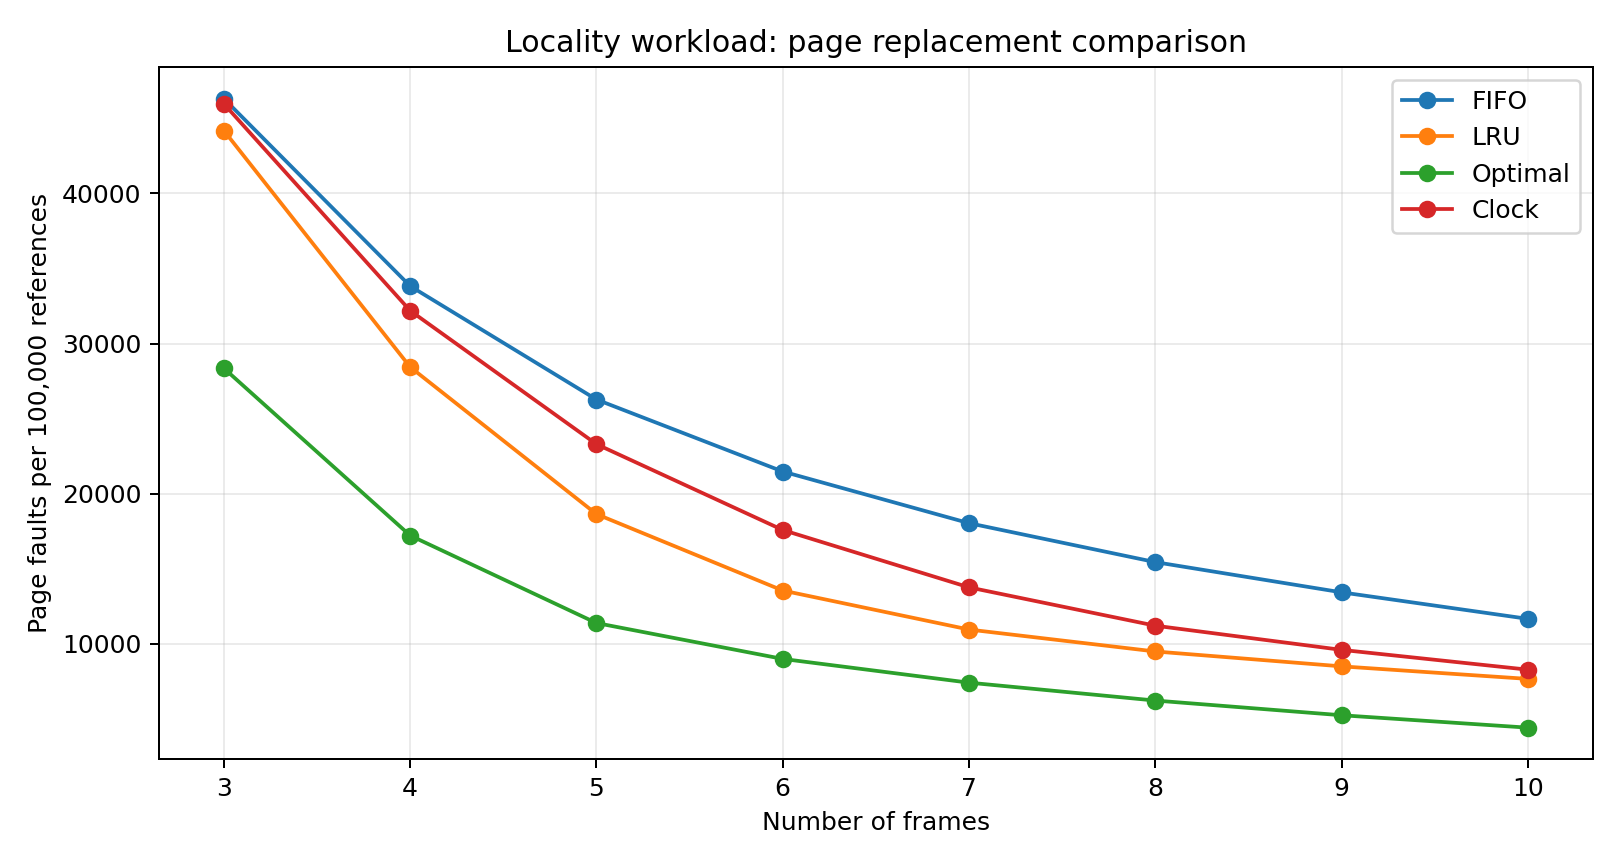 Locality workload: page replacement comparison
FIFO
LRU
Optimal
Clock
Page faults per 100,000 references
40000
30000
20000
10000
3 4 5 6 7 8 9 10
Number of frames